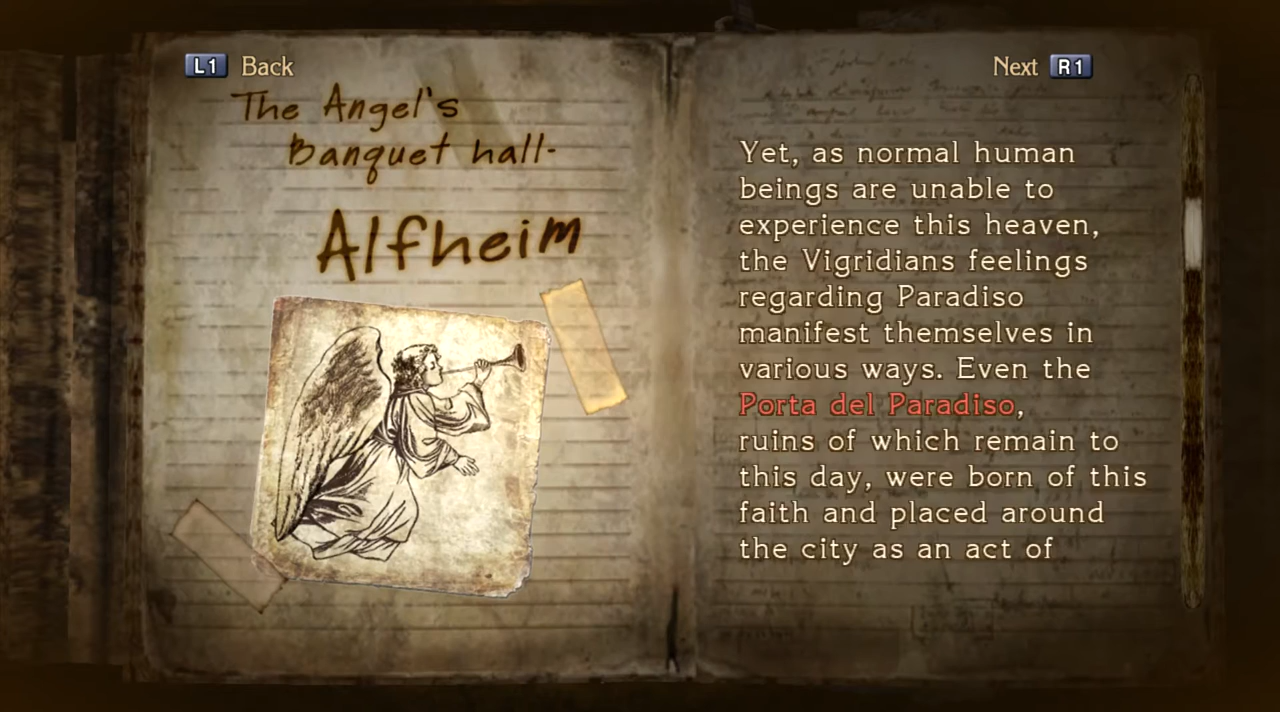 L1 Back
Next R1
The Angel's
Banquet hall-
Alfheim
Yet, as normal human
beings are unable to
experience this heaven,
the Vigridians feelings
regarding Paradiso
manifest themselves in
various ways. Even the
Porta del Paradiso,
ruins of which remain to
this day, were born of this
faith and placed around
the city as an act of